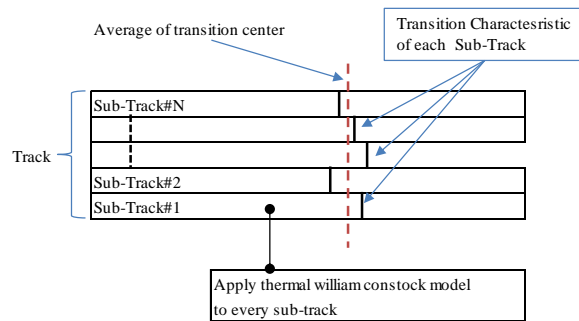 Average of transition center
Transition Charactesristic
of each Sub-Track
Sub-Track#N
Track
Sub-Track#2
Sub-Track#1
Apply thermal william constock model
to every sub-track